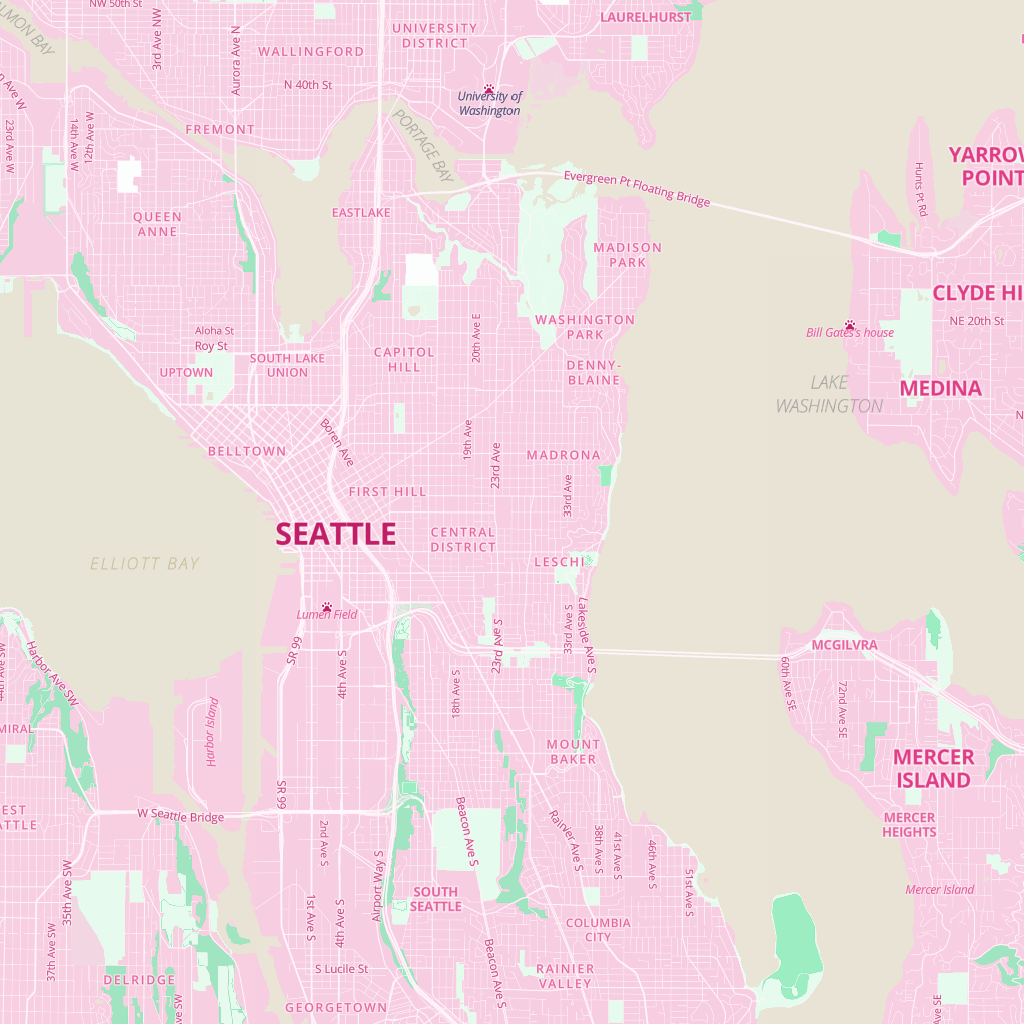 NW 50th St
LAURELHURST
UNIVERSITY
DISTRICT
WALLINGFORD
3rd Ave NW
Aurora Ave N
N 40th St
University of
Washington
FREMONT
23rd Ave W
14th Ave W
12th Ave W
PORTAGE BAY
Evergreen Pt Floating Bridge
Hunts Pt Rd
POINT
QUEEN
ANNE
EASTLAKE
MADISON
PARK
CLYDE HI
NE 20th St
Bill Gates's house
WASHINGTON
PARK
Aloha St
Roy St
20th Ave E
CAPITOL
HILL
SOUTH LAKE
UNION
UPTOWN
DENNY-
BLAINE
LAKE
WASHINGTON
MEDINA
BELLTOWN
Boren Ave
19th Ave
23rd Ave
MADRONA
33rd Ave
FIRST HILL
SEATTLE
CENTRAL
DISTRICT
LESCHI
ELLIOTT BAY
Lumen Field
Lakeside Ave S
33rd Ave S
23rd Ave S
SR 99
4th Ave S
18th Ave S
Harbor Ave SW
MCGILVRA
60th Ave SE
72nd Ave SE
Harbor Island
MOUNT
BAKER
MERCER
ISLAND
SR 99
W Seattle Bridge
2nd Ave S
Beacon Ave S
Rainier Ave S
38th Ave S
41st Ave S
46th Ave S
51st Ave S
MERCER
HEIGHTS
Mercer Island
35th Ave SW
37th Ave SW
1st Ave S
4th Ave S
Airport Way S
SOUTH
SEATTLE
COLUMBIA
CITY
Beacon Ave S
S Lucile St
RAINIER
VALLEY
DELRIDGE
GEORGETOWN